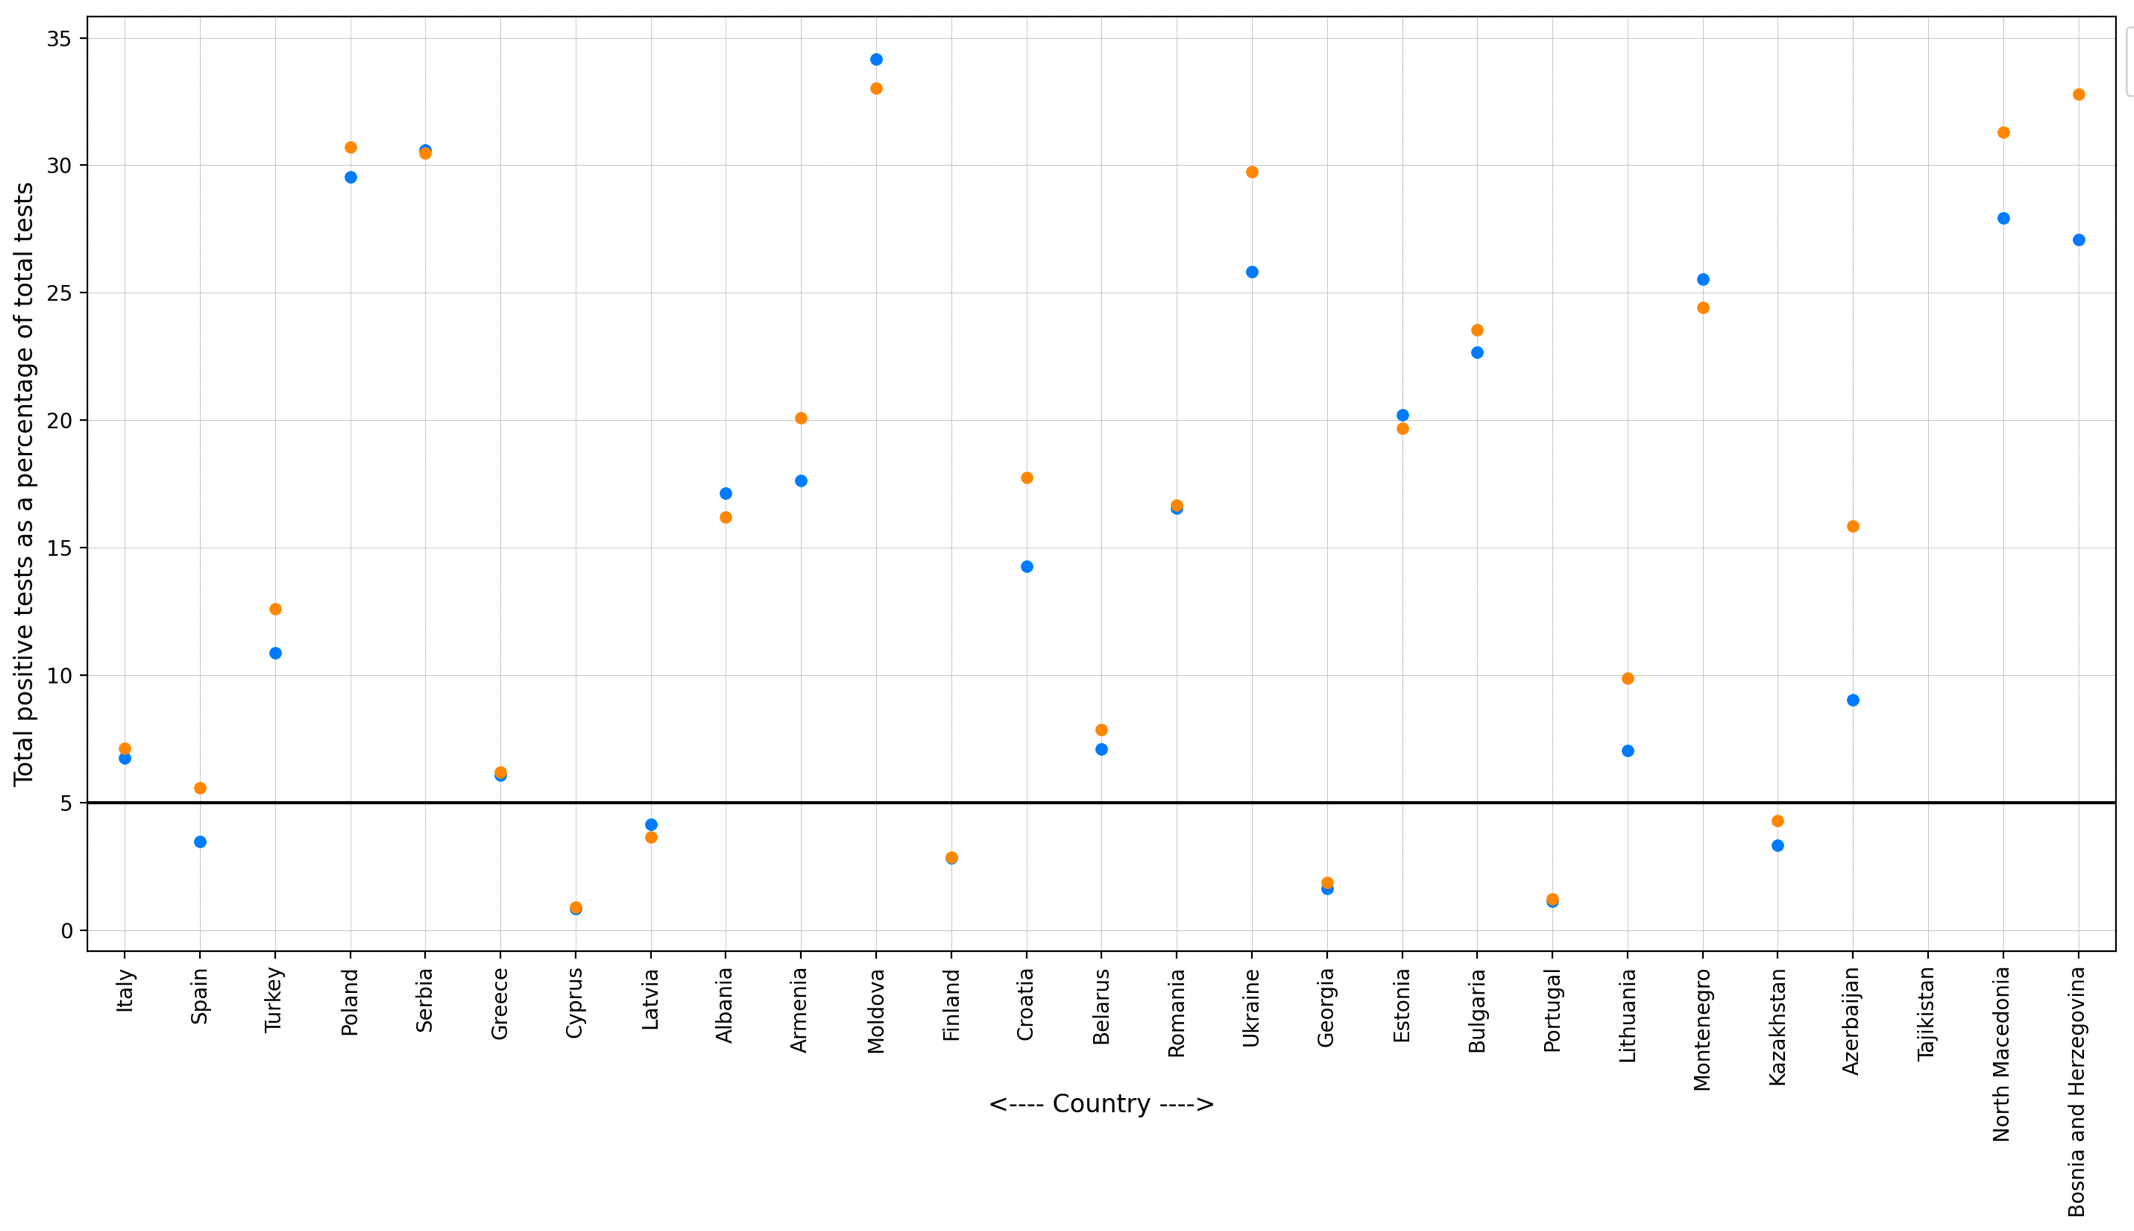 Total positive tests as a percentage of total tests
35
30
25
20
15
10
5
0
Italy
Spain
Turkey
Poland
Serbia
Greece
Cyprus
Latvia
Albania
Armenia
Moldova
Finland
Croatia
Belarus
Romania
Ukraine
Georgia
Estonia
Bulgaria
Portugal
Lithuania
Montenegro
Kazakhstan
Azerbaijan
Tajikistan
North Macedonia
Bosnia and Herzegovina
<---- Country ---->